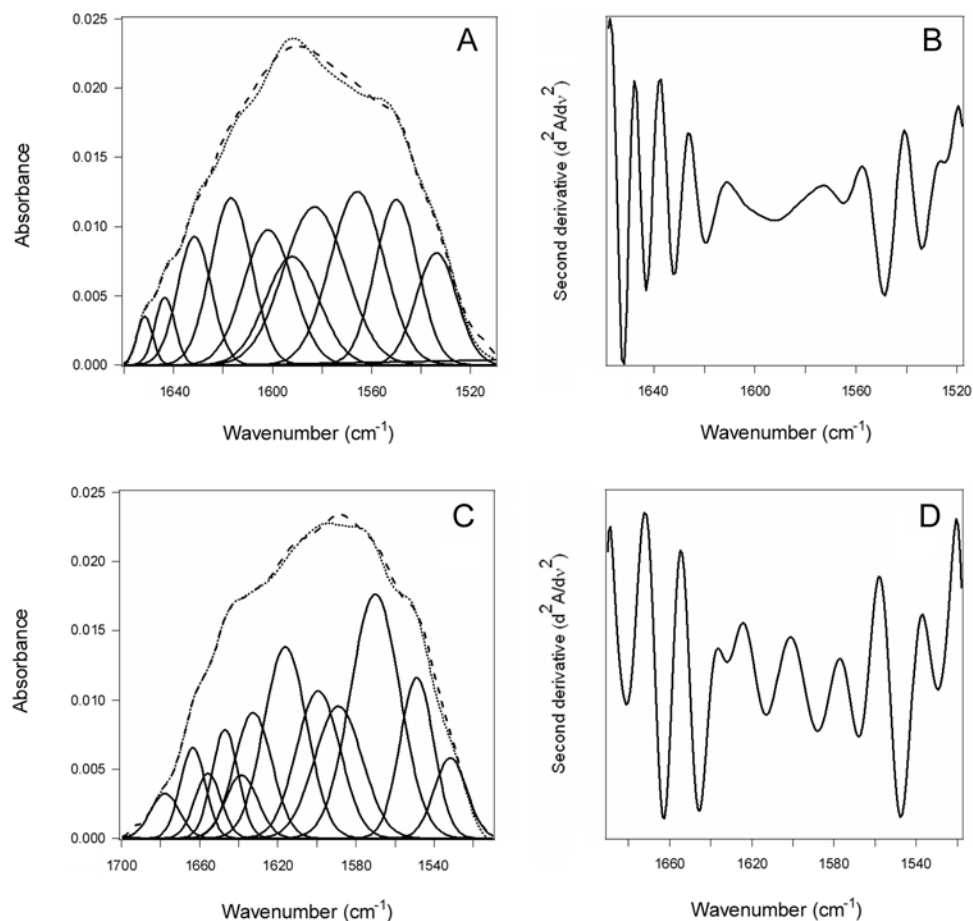 A
0.025
0.020
0.015
0.010
0.005
0.000
Absorbance
1640 1600 1560 1520
Wavenumber (cm⁻¹)
B
Second derivative (d²A/dν²)
1640 1600 1560 1520
Wavenumber (cm⁻¹)
C
0.025
0.020
0.015
0.010
0.005
0.000
Absorbance
1700 1660 1620 1580 1540
Wavenumber (cm⁻¹)
D
Second derivative (d²A/dν²)
1660 1620 1580 1540
Wavenumber (cm⁻¹)